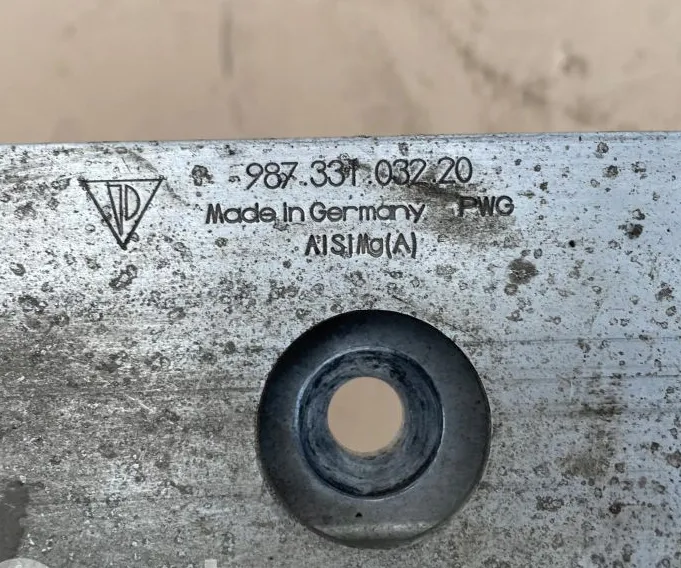 987.331.032.20
Made in Germany PWG
AlSiMg(A)